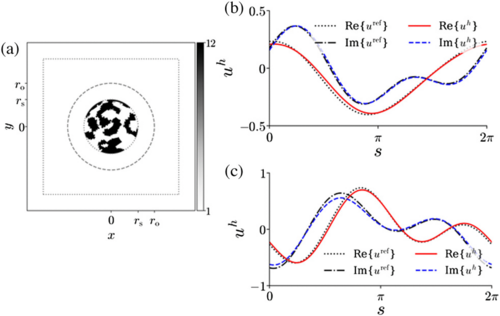 (a)
12
1
r_o
r_s
y
0
0 r_s r_o
x
(b)
0.5
−0.5
u^h
Re{u^ref} Re{u^h}
Im{u^ref} Im{u^h}
0 π 2π
s
(c)
1
0
−1
u^h
Re{u^ref} Re{u^h}
Im{u^ref} Im{u^h}
0 π 2π
s